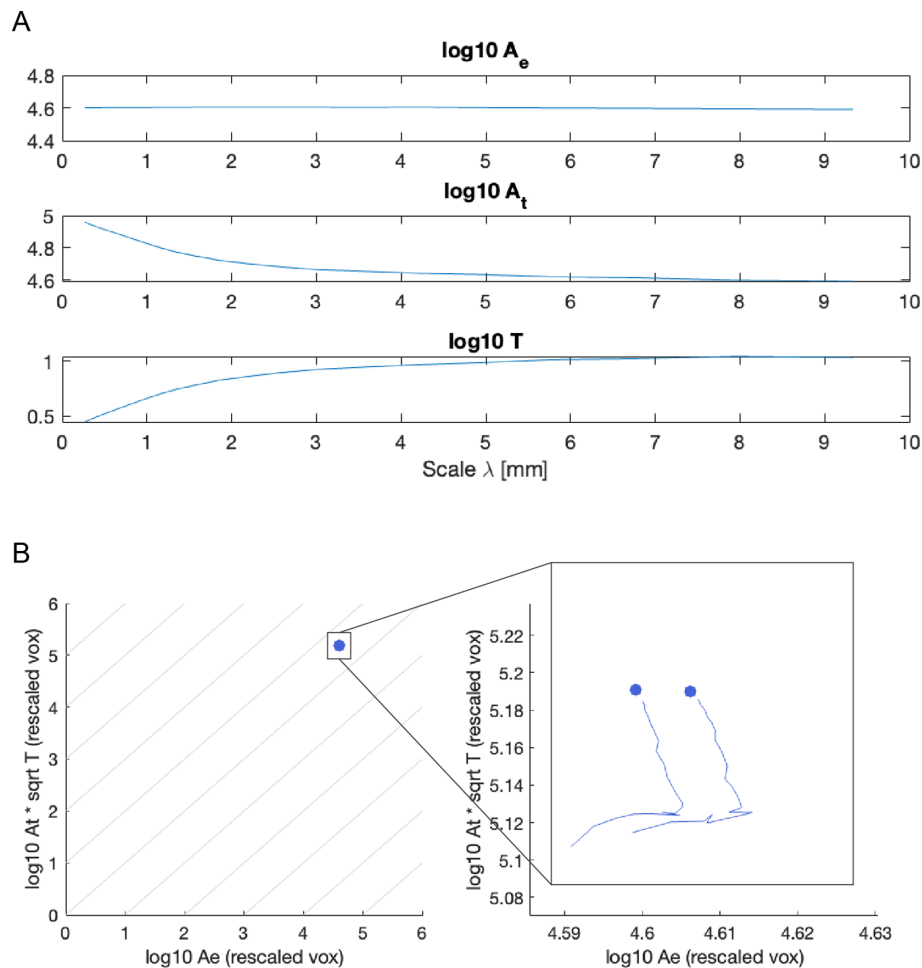 A
log10 A_e
4.8
4.6
4.4
0 1 2 3 4 5 6 7 8 9 10
log10 A_t
5
4.8
4.6
0 1 2 3 4 5 6 7 8 9 10
log10 T
1
0.5
0 1 2 3 4 5 6 7 8 9 10
Scale λ [mm]
B
log10 At * sqrt T (rescaled vox)
6
5
4
3
2
1
0
0 1 2 3 4 5 6
log10 Ae (rescaled vox)
log10 At * sqrt T (rescaled vox)
5.22
5.2
5.18
5.16
5.14
5.12
5.1
5.08
4.59 4.6 4.61 4.62 4.63
log10 Ae (rescaled vox)